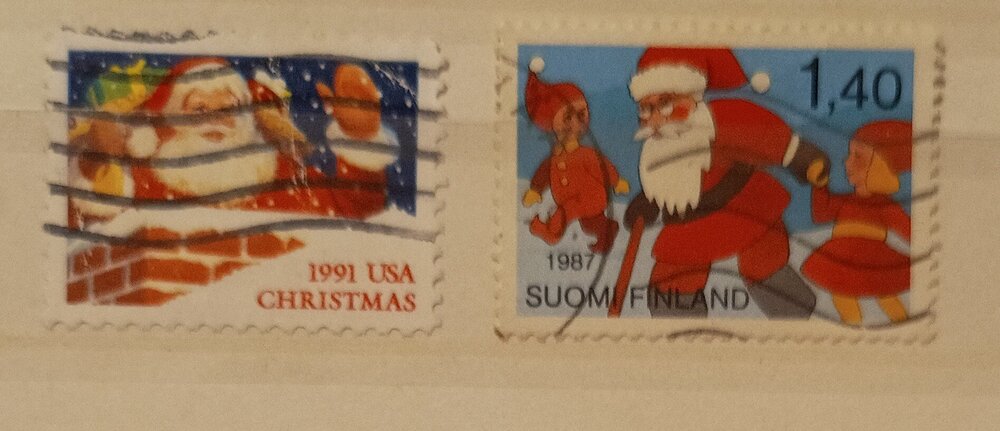 1991 USA
CHRISTMAS
1,40
1987
SUOMI FINLAND